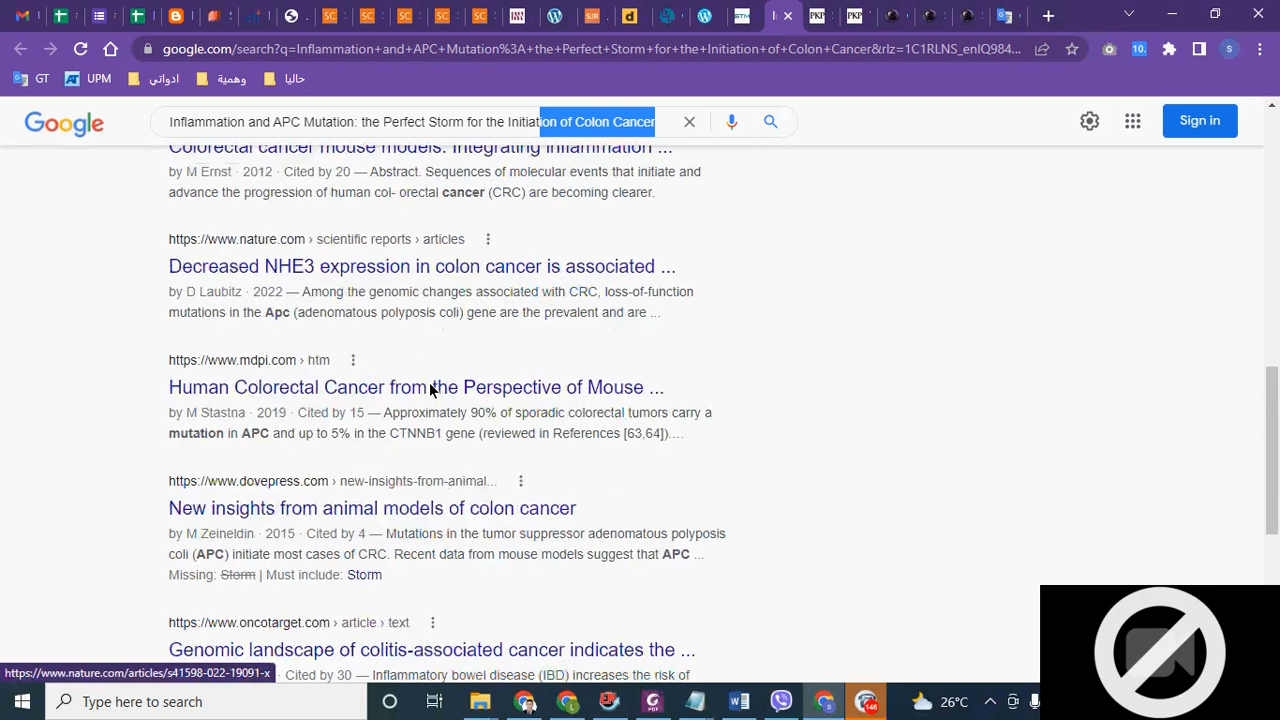 google.com/search?q=Inflammation+and+APC+Mutation%3A+the+Perfect+Storm+for+the+Initiation+of+Colon+Cancer&rlz=1C1RLNS_enIQ984...
GT UPM ادواتي وهمية حاليا
Google Inflammation and APC Mutation: the Perfect Storm for the Initiation of Colon Cancer Sign in
Colorectal cancer mouse models: Integrating inflammation ...
by M Ernst · 2012 · Cited by 20 — Abstract. Sequences of molecular events that initiate and
advance the progression of human col- orectal cancer (CRC) are becoming clearer.
https://www.nature.com › scientific reports › articles
Decreased NHE3 expression in colon cancer is associated ...
by D Laubitz · 2022 — Among the genomic changes associated with CRC, loss-of-function
mutations in the Apc (adenomatous polyposis coli) gene are the prevalent and are ...
https://www.mdpi.com › htm
Human Colorectal Cancer from the Perspective of Mouse ...
by M Stastna · 2019 · Cited by 15 — Approximately 90% of sporadic colorectal tumors carry a
mutation in APC and up to 5% in the CTNNB1 gene (reviewed in References [63,64])....
https://www.dovepress.com › new-insights-from-animal...
New insights from animal models of colon cancer
by M Zeineldin · 2015 · Cited by 4 — Mutations in the tumor suppressor adenomatous polyposis
coli (APC) initiate most cases of CRC. Recent data from mouse models suggest that APC ...
Missing: Storm | Must include: Storm
https://www.oncotarget.com › article › text
Genomic landscape of colitis-associated cancer indicates the ...
Cited by 30 — Inflammatory bowel disease (IBD) increases the risk of
https://www.nature.com/articles/s41598-022-19091-x
Type here to search
146
26°C